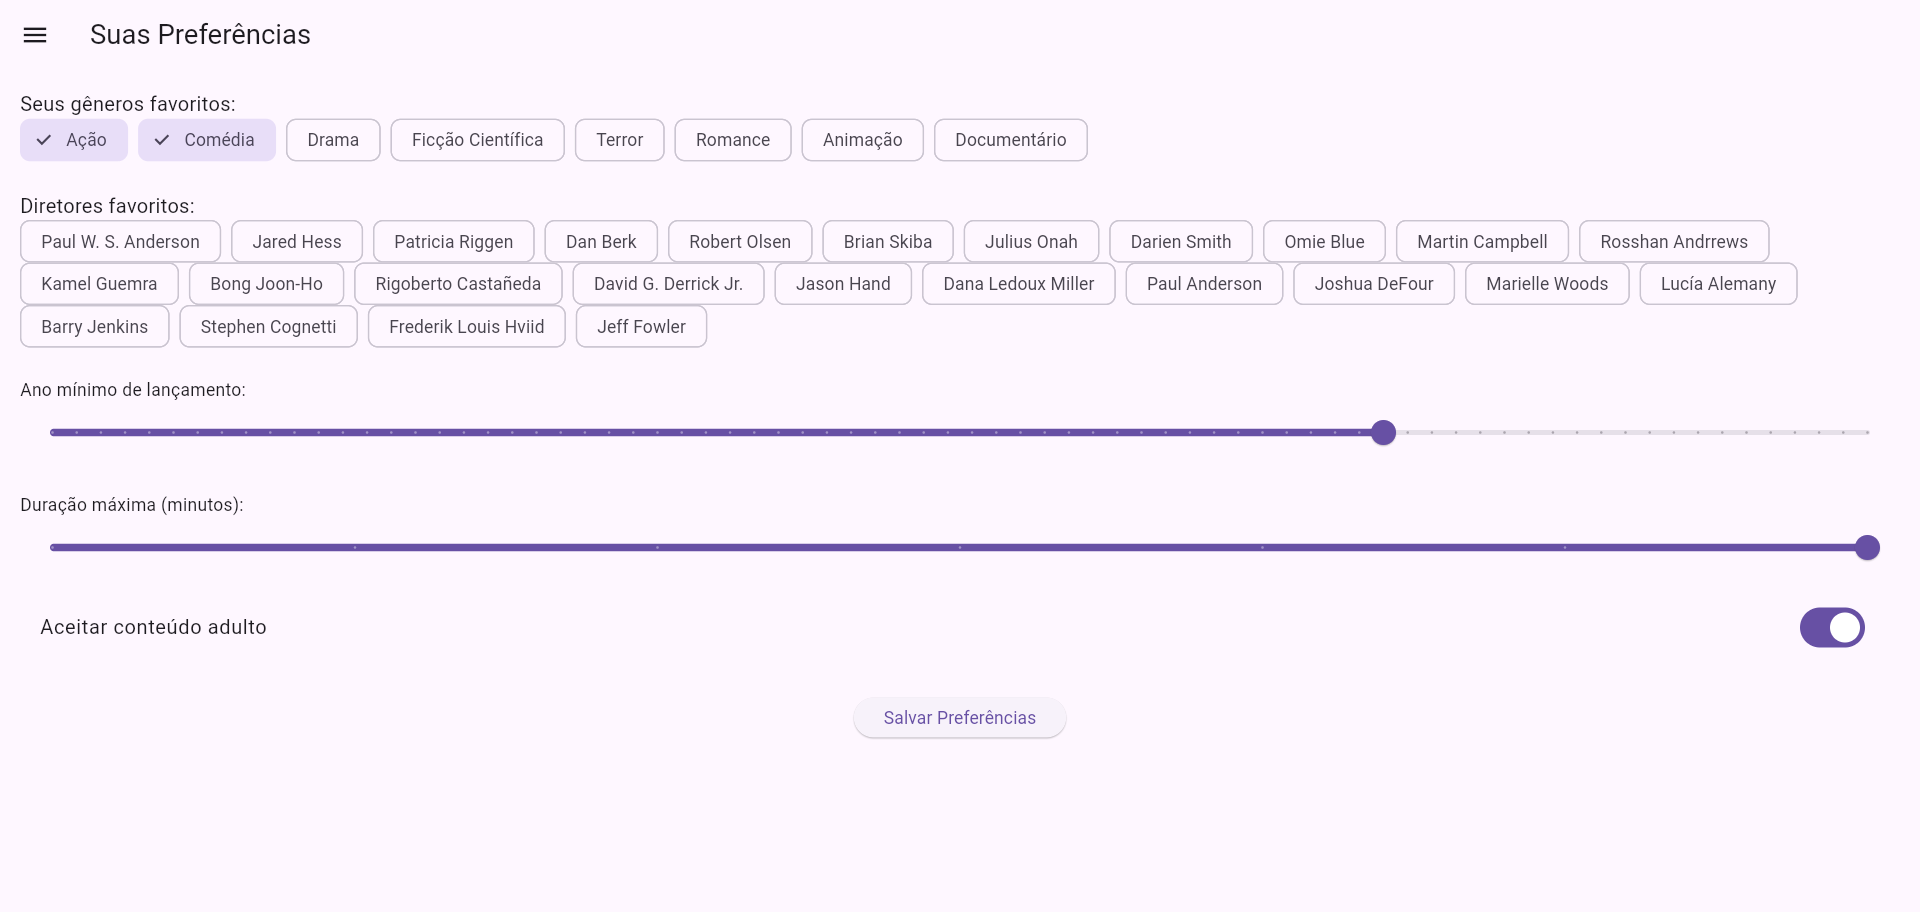 Suas Preferências
Seus gêneros favoritos:
Ação Comédia Drama Ficção Científica Terror Romance Animação Documentário
Diretores favoritos:
Paul W. S. Anderson Jared Hess Patricia Riggen Dan Berk Robert Olsen Brian Skiba Julius Onah Darien Smith Omie Blue Martin Campbell Rosshan Andrrews
Kamel Guemra Bong Joon-Ho Rigoberto Castañeda David G. Derrick Jr. Jason Hand Dana Ledoux Miller Paul Anderson Joshua DeFour Marielle Woods Lucía Alemany
Barry Jenkins Stephen Cognetti Frederik Louis Hviid Jeff Fowler
Ano mínimo de lançamento:
Duração máxima (minutos):
Aceitar conteúdo adulto
Salvar Preferências